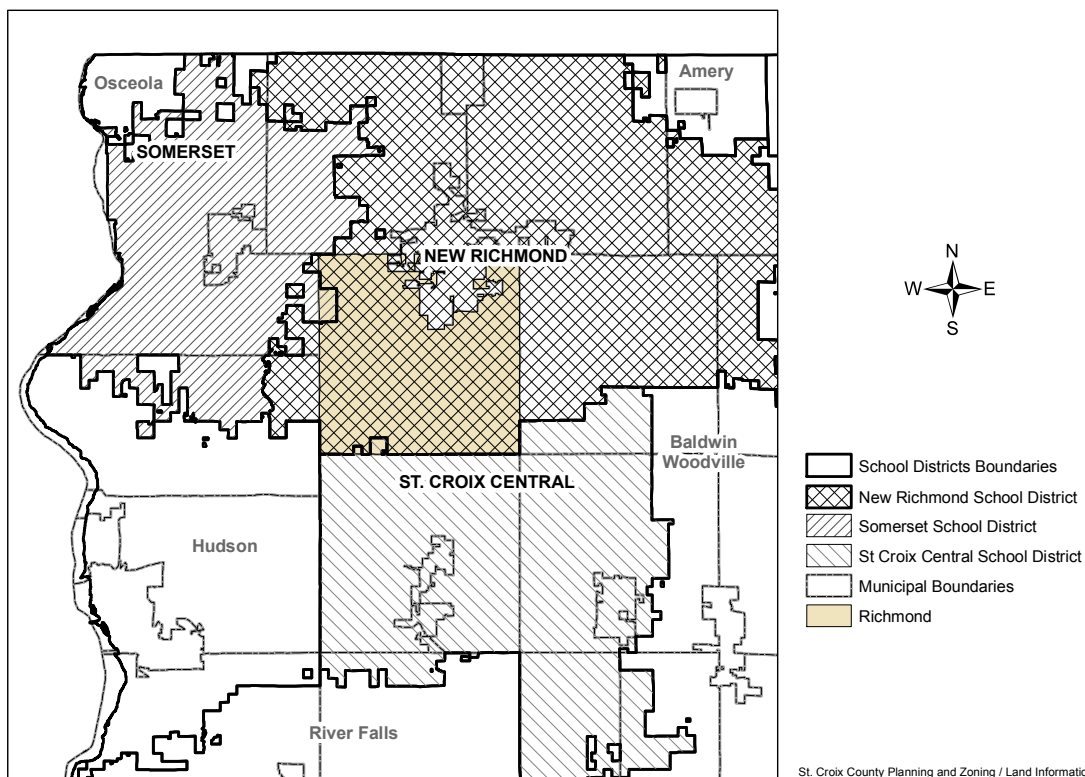 Osceola
Amery
SOMERSET
NEW RICHMOND
N
W E
S
Baldwin
Woodville
ST. CROIX CENTRAL
Hudson
River Falls
School Districts Boundaries
New Richmond School District
Somerset School District
St Croix Central School District
Municipal Boundaries
Richmond
St. Croix County Planning and Zoning / Land Informatio